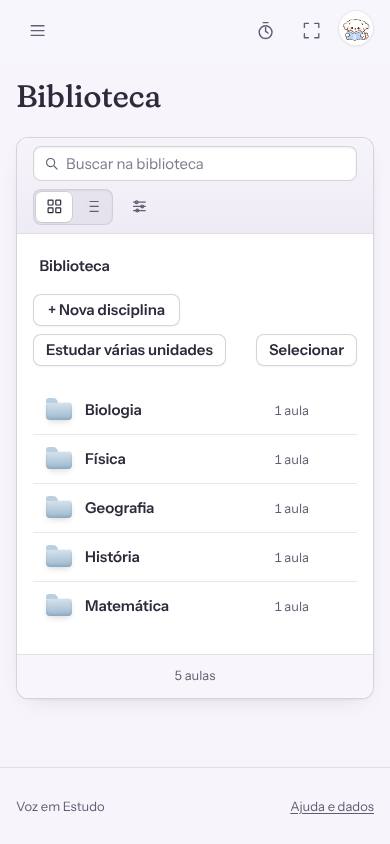 Biblioteca
Buscar na biblioteca
Biblioteca
+ Nova disciplina
Estudar várias unidades Selecionar
Biologia 1 aula
Física 1 aula
Geografia 1 aula
História 1 aula
Matemática 1 aula
5 aulas
Voz em Estudo Ajuda e dados